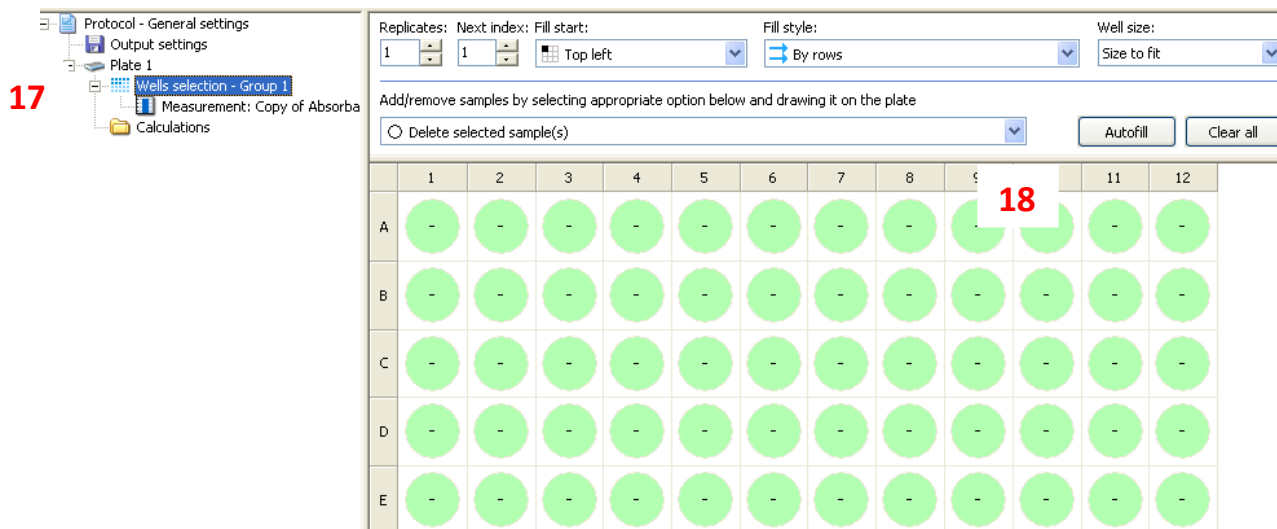 Protocol - General settings
Output settings
Plate 1
17
Wells selection - Group 1
Measurement: Copy of Absorba
Calculations
Replicates: Next index: Fill start: Fill style: Well size:
1 1 Top left By rows Size to fit
Add/remove samples by selecting appropriate option below and drawing it on the plate
Delete selected sample(s) Autofill Clear all
1 2 3 4 5 6 7 8 9 11 12
18
A - - - - - - - - - - -
B - - - - - - - - - - - -
C - - - - - - - - - - - -
D - - - - - - - - - - - -
E - - - - - - - - - - - -